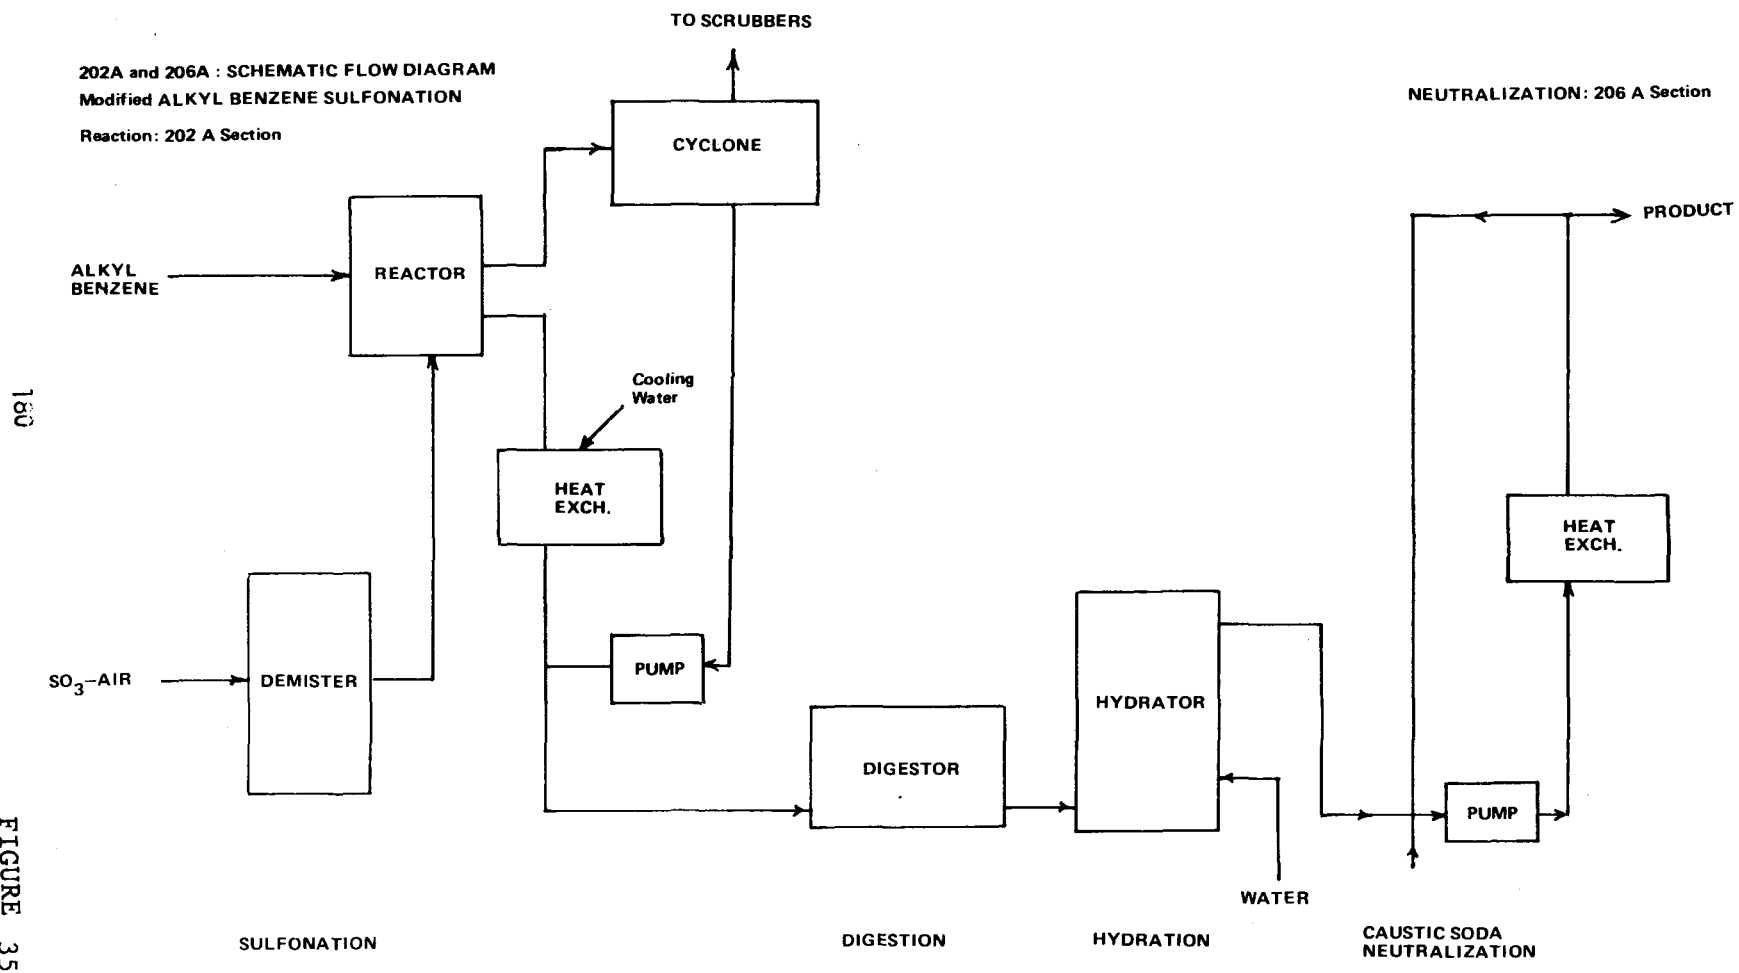 TO SCRUBBERS
202A and 206A : SCHEMATIC FLOW DIAGRAM
Modified ALKYL BENZENE SULFONATION
Reaction: 202 A Section
NEUTRALIZATION: 206 A Section
CYCLONE
PRODUCT
ALKYL
BENZENE
REACTOR
Cooling
Water
180
HEAT
EXCH.
HEAT
EXCH.
SO3-AIR
DEMISTER
PUMP
HYDRATOR
DIGESTOR
PUMP
WATER
SULFONATION
DIGESTION
HYDRATION
CAUSTIC SODA
NEUTRALIZATION
FIGURE 35